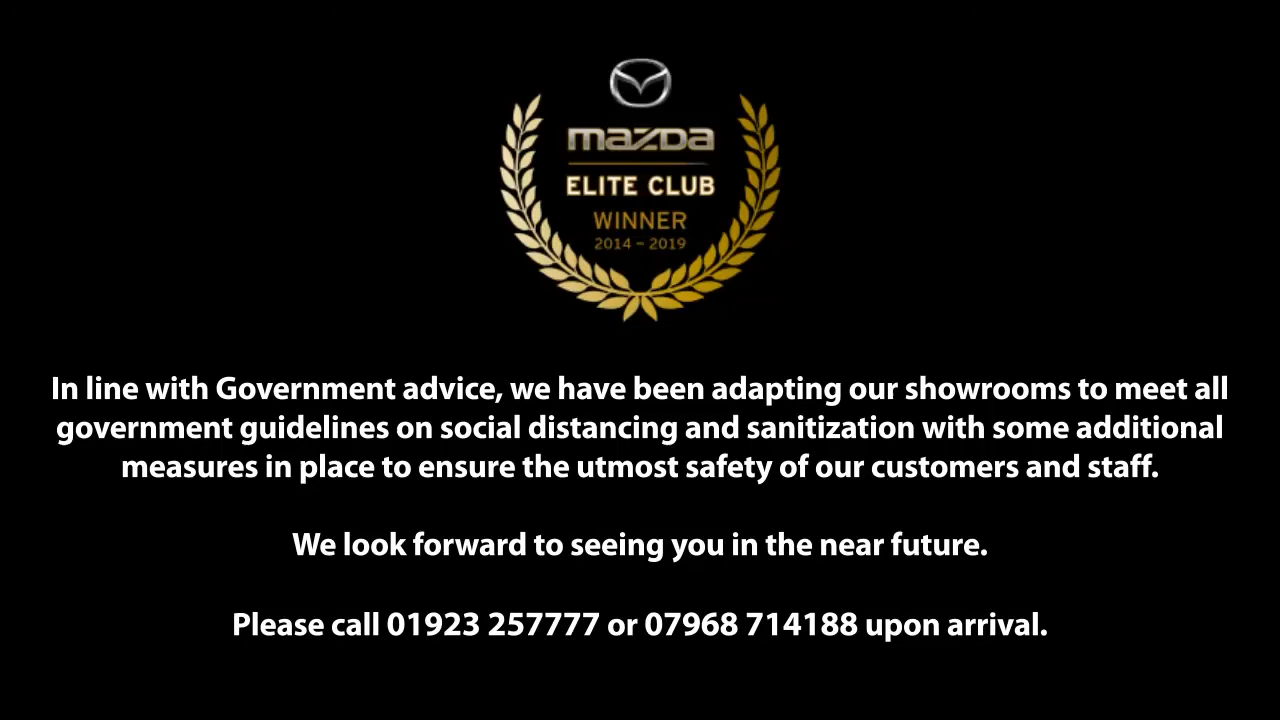 mazda
ELITE CLUB
WINNER
2014 – 2019
In line with Government advice, we have been adapting our showrooms to meet all
government guidelines on social distancing and sanitization with some additional
measures in place to ensure the utmost safety of our customers and staff.
We look forward to seeing you in the near future.
Please call 01923 257777 or 07968 714188 upon arrival.